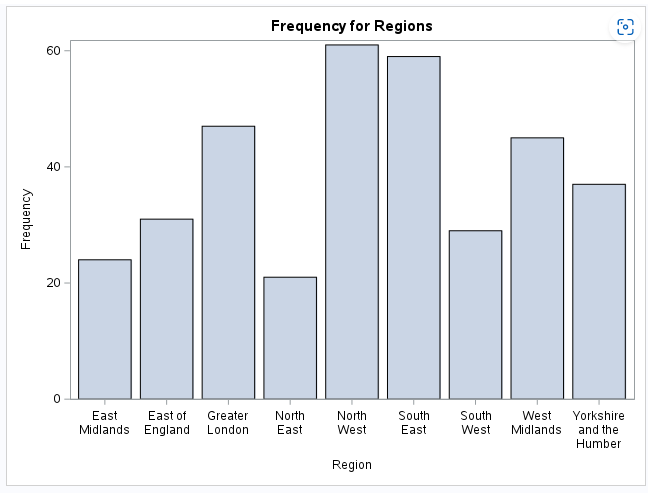 Frequency for Regions
60
40
20
0
Frequency
East
Midlands
East of
England
Greater
London
North
East
North
West
South
East
South
West
West
Midlands
Yorkshire
and the
Humber
Region